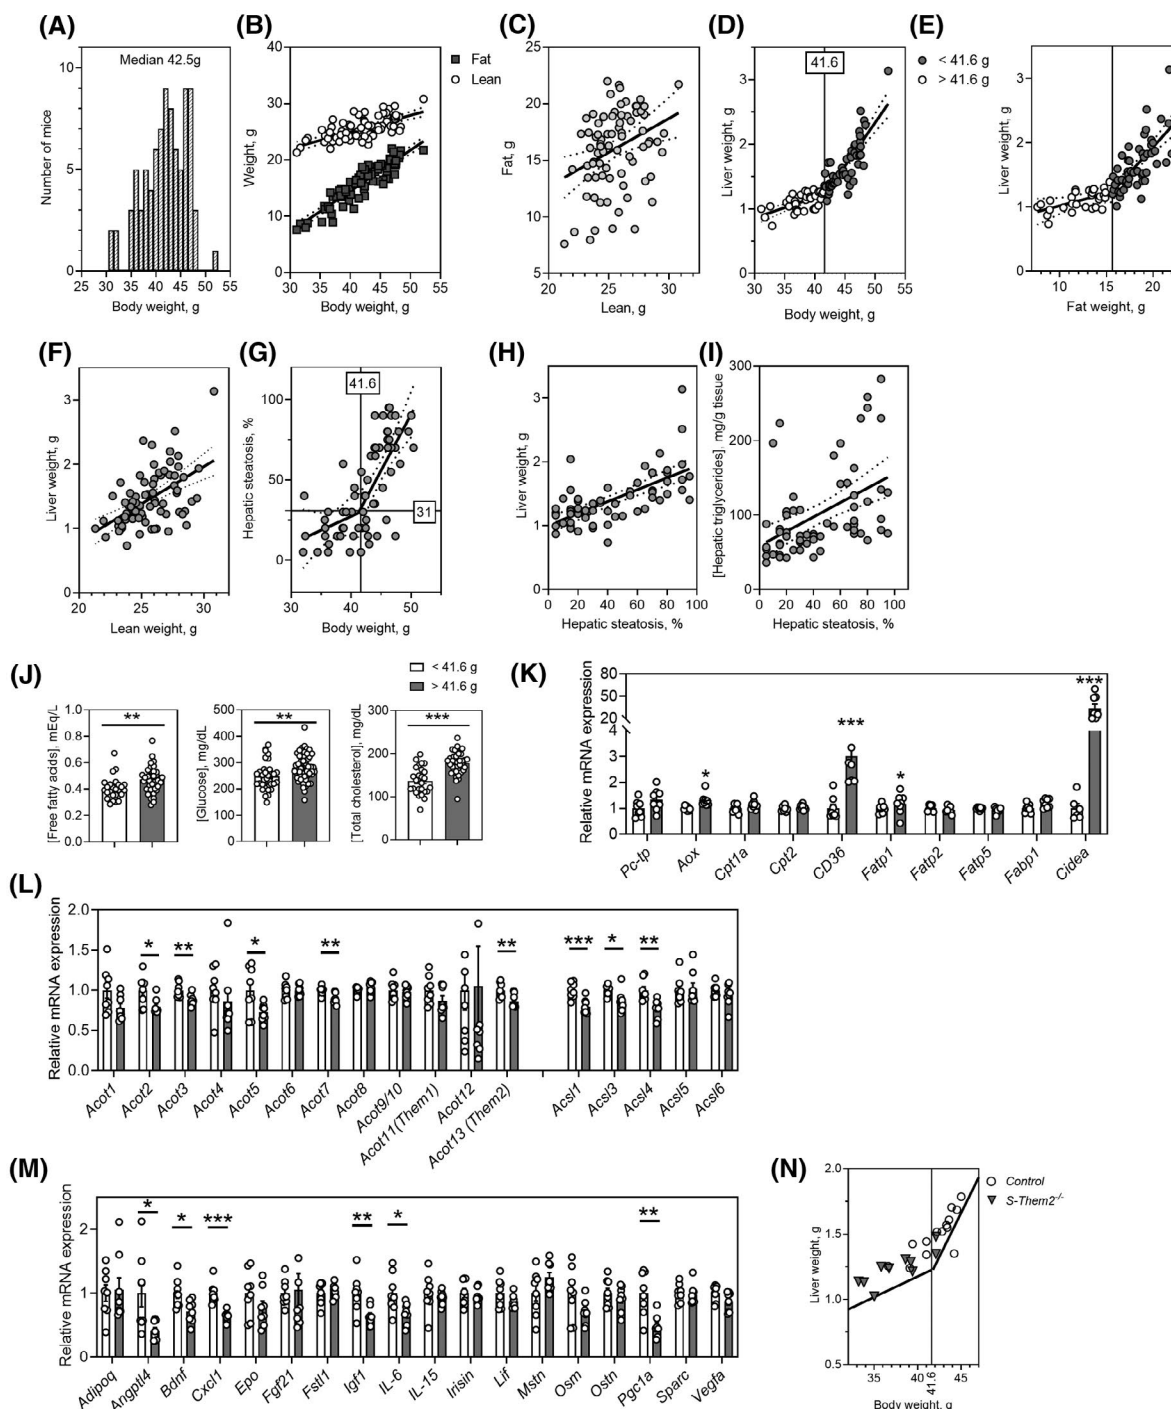 (A)
Median 42.5g
10
5
0
25 30 35 40 45 50 55
Number of mice
Body weight, g
(B)
Fat
Lean
40
30
20
10
0
30 35 40 45 50 55
Weight, g
Body weight, g
(C)
25
20
15
10
5
20 25 30
Fat, g
Lean, g
(D)
41.6
3
2
1
0
30 35 40 45 50 55
Liver weight, g
Body weight, g
(E)
< 41.6 g
> 41.6 g
3
2
1
0
10 15 20
Liver weight, g
Fat weight, g
(F)
3
2
1
0
20 25 30
Liver weight, g
Lean weight, g
(G)
41.6
31
100
50
0
30 40 50
Hepatic steatosis, %
Body weight, g
(H)
4
3
2
1
0
0 20 40 60 80 100
Liver weight, g
Hepatic steatosis, %
(I)
300
200
100
0
0 20 40 60 80 100
[Hepatic triglycerides], mg/g tissue
Hepatic steatosis, %
(J)
< 41.6 g
> 41.6 g
**
1.0
0.8
0.6
0.4
0.2
0.0
[Free fatty adds], mEq/L
**
500
400
300
200
100
0
[Glucose], mg/dL
***
300
200
100
0
[Total cholesterol], mg/dL
(K)
80
50
20
4
3
2
1
0
Relative mRNA expression
* *** * ***
Pc-tp Aox Cpt1a Cpt2 CD36 Fatp1 Fatp2 Fatp5 Fabp1 Cidea
(L)
2.0
1.5
1.0
0.5
0.0
Relative mRNA expression
* ** * ** ** *** * **
Acot1 Acot2 Acot3 Acot4 Acot5 Acot6 Acot7 Acot8 Acot9/10 Acot11(Them1) Acot12 Acot13 (Them2) Acsl1 Acsl3 Acsl4 Acsl5 Acsl6
(M)
2
1
0
Relative mRNA expression
* * *** ** * **
Adipoq Angptl4 Bdnf Cxcl1 Epo Fgf21 Fstl1 Igf1 IL-6 IL-15 Irisin Lif Mstn Osm Ostn Pgc1a Sparc Vegfa
(N)
Control
S-Them2-/-
2.0
1.5
1.0
0.5
35 40 41.6 45
Liver weight, g
Body weight, g